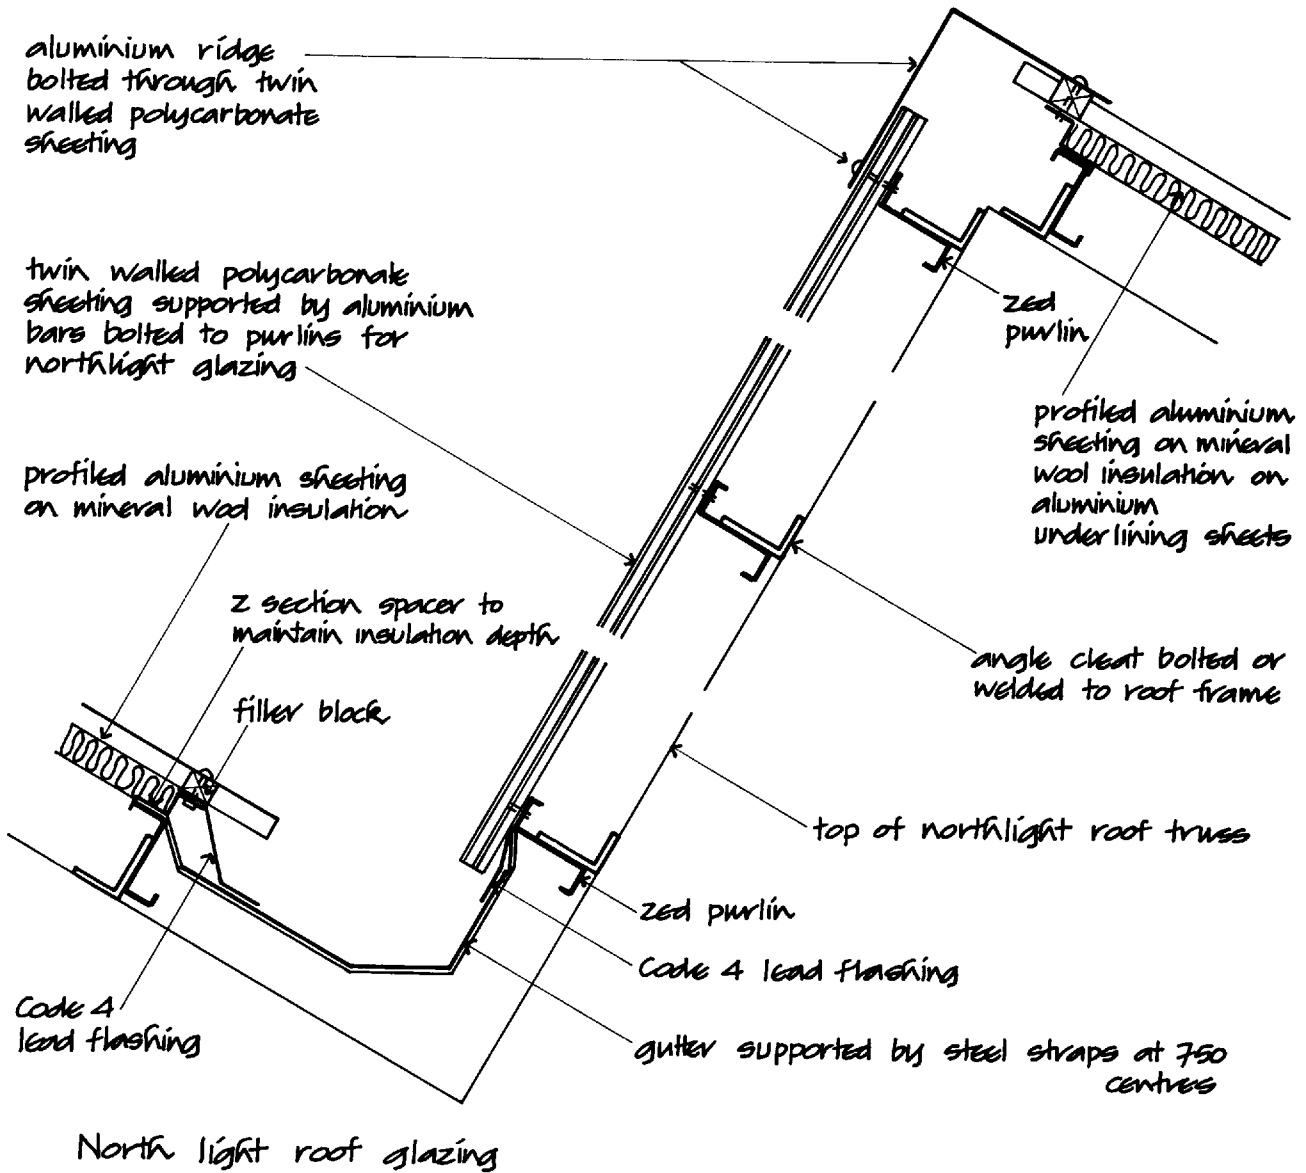 aluminium ridge
bolted through twin
walled polycarbonate
sheeting
twin walled polycarbonate
sheeting supported by aluminium
bars bolted to purlins for
northlight glazing
zed
purlin
profiled aluminium
sheeting on mineral
wool insulation on
aluminium
underlining sheets
profiled aluminium sheeting
on mineral wool insulation
z section spacer to
maintain insulation depth
filler block
angle cleat bolted or
welded to roof frame
top of northlight roof truss
zed purlin
Code 4 lead flashing
Code 4
lead flashing
gutter supported by steel straps at 750
centres
North light roof glazing